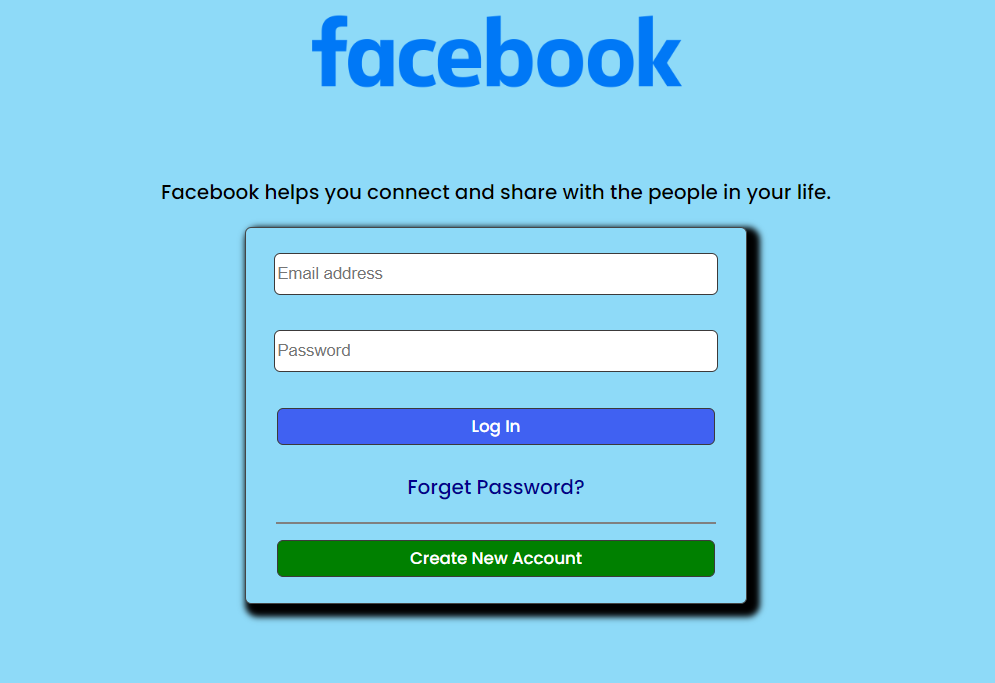 facebook
Facebook helps you connect and share with the people in your life.
Email address
Password
Log In
Forget Password?
Create New Account